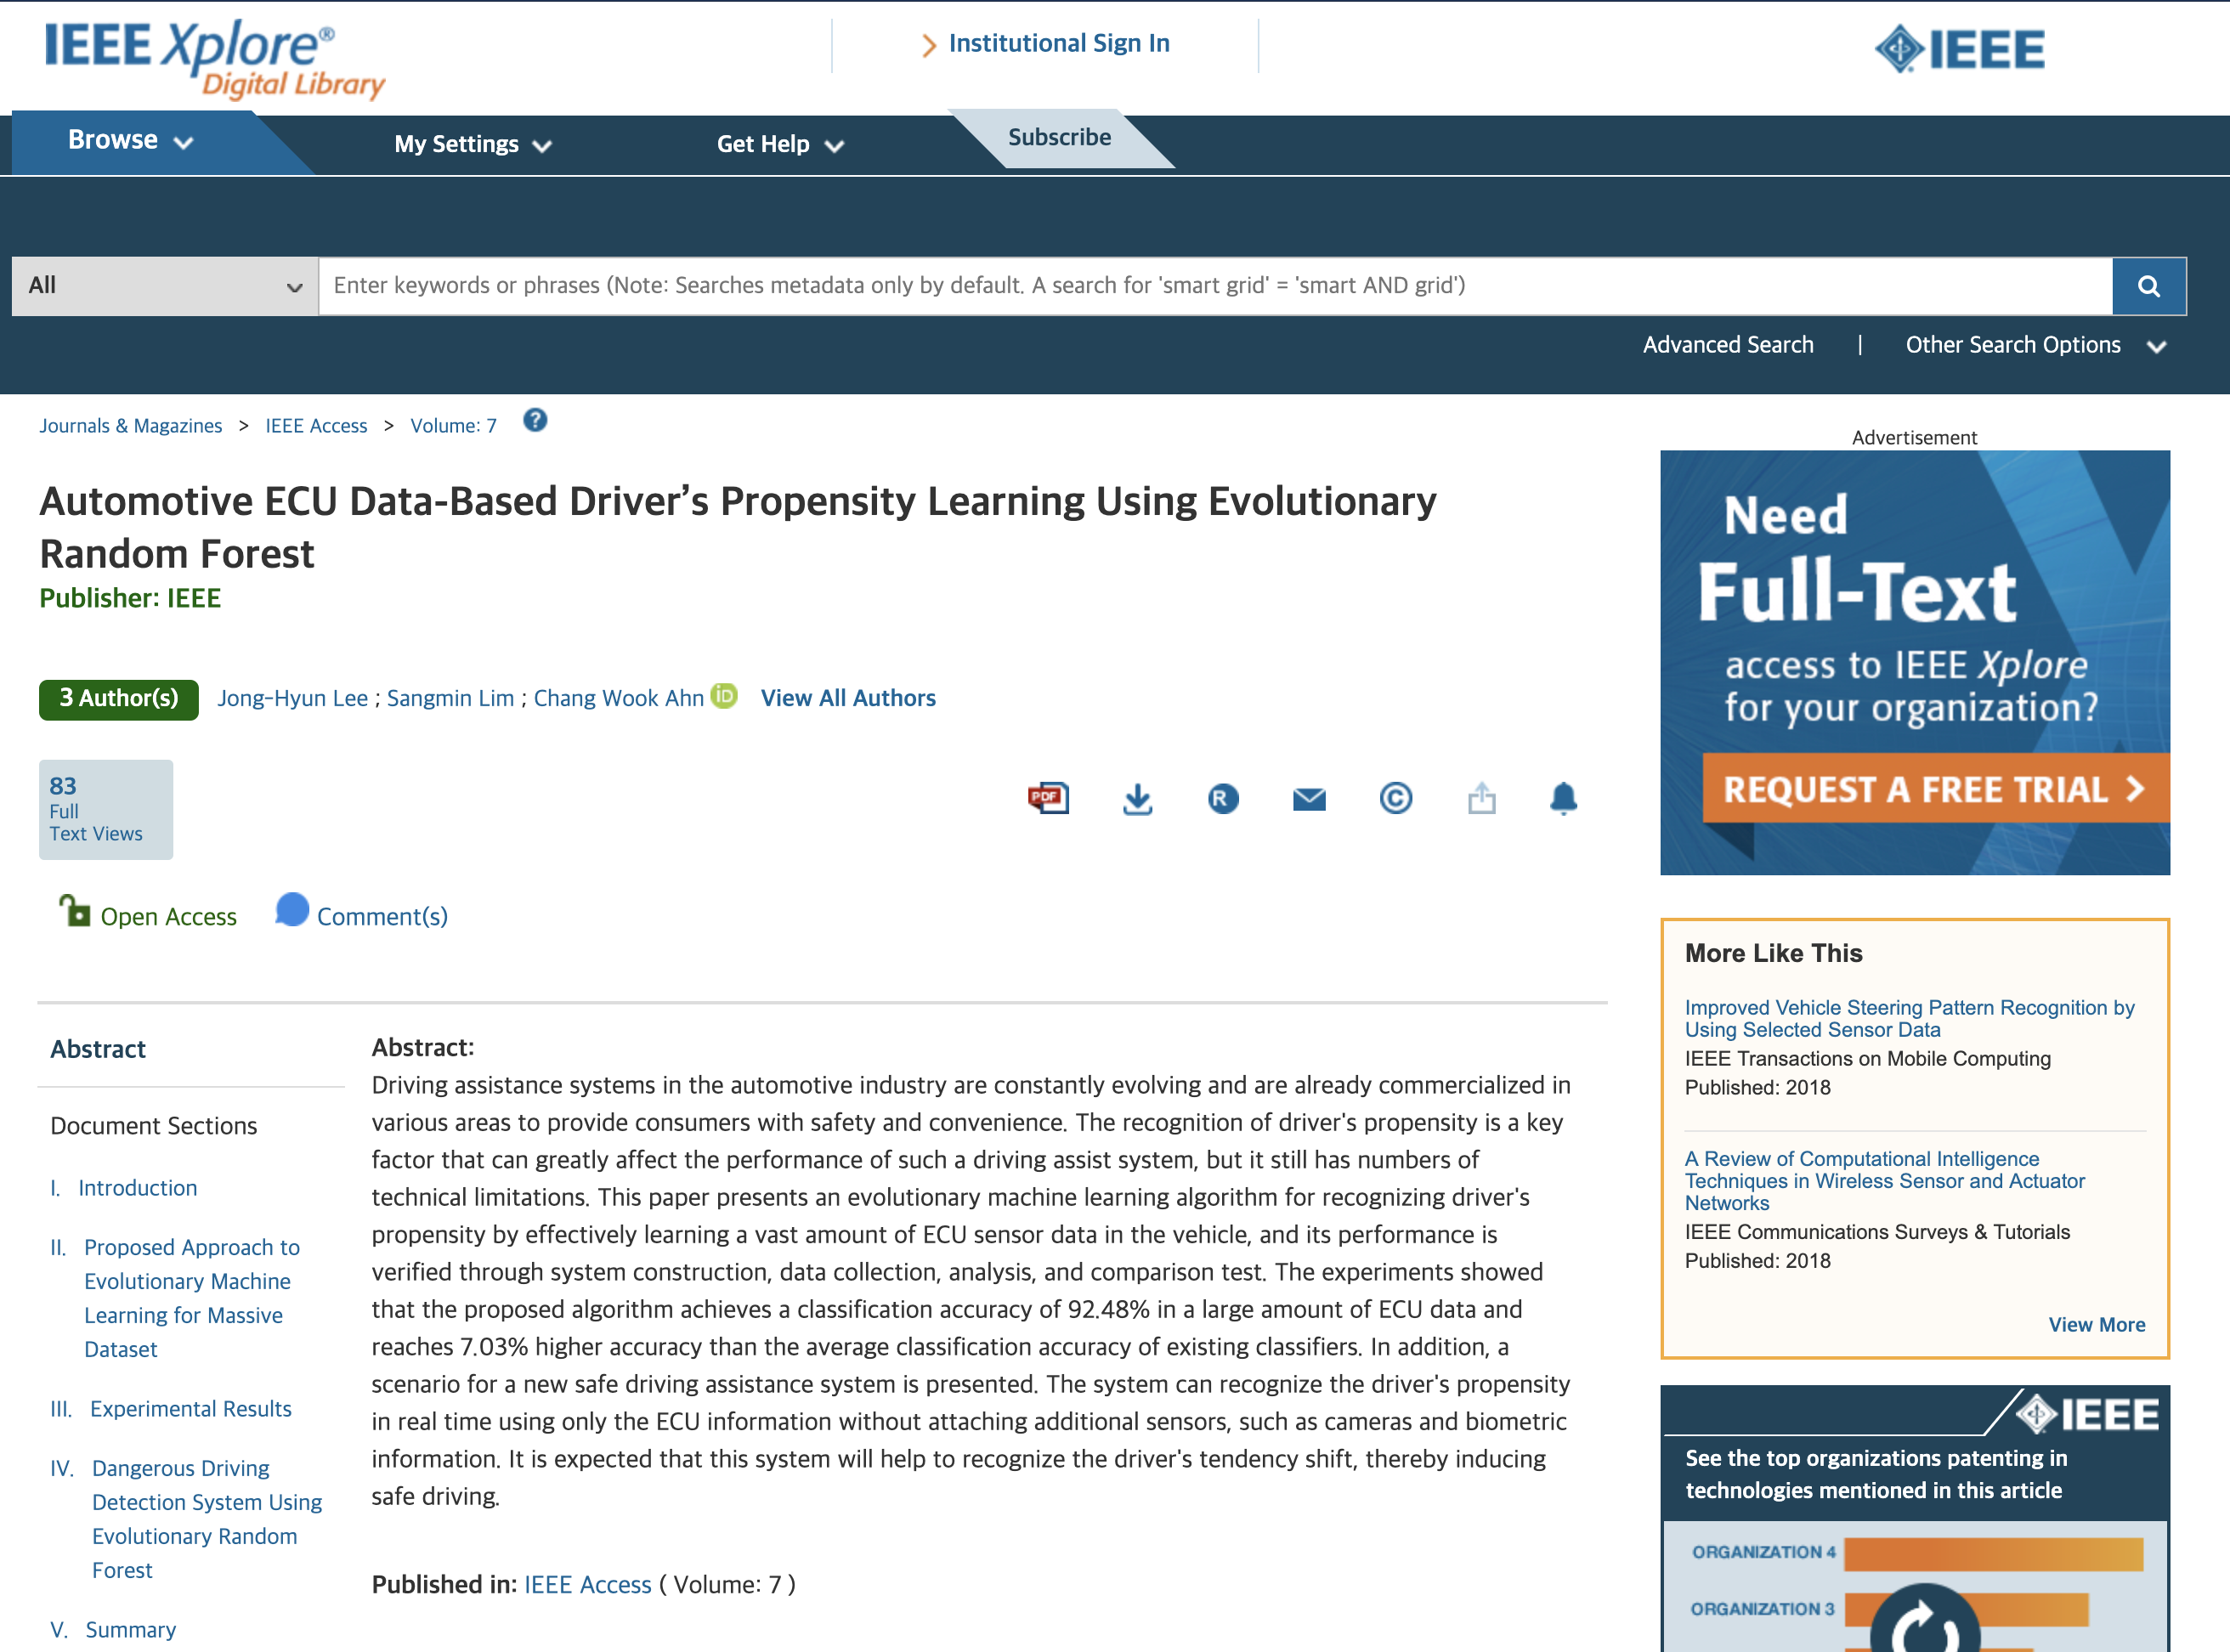 IEEE Xplore®
Digital Library
Institutional Sign In
IEEE
Browse
My Settings
Get Help
Subscribe
All
Enter keywords or phrases (Note: Searches metadata only by default. A search for 'smart grid' = 'smart AND grid')
Advanced Search | Other Search Options
Journals & Magazines > IEEE Access > Volume: 7 ?
Automotive ECU Data-Based Driver’s Propensity Learning Using Evolutionary
Random Forest
Publisher: IEEE
3 Author(s) Jong-Hyun Lee ; Sangmin Lim ; Chang Wook Ahn iD View All Authors
83
Full
Text Views
PDF
R
©
Open Access
Comment(s)
Abstract
Document Sections
I. Introduction
II. Proposed Approach to
Evolutionary Machine
Learning for Massive
Dataset
III. Experimental Results
IV. Dangerous Driving
Detection System Using
Evolutionary Random
Forest
V. Summary
Abstract:
Driving assistance systems in the automotive industry are constantly evolving and are already commercialized in
various areas to provide consumers with safety and convenience. The recognition of driver's propensity is a key
factor that can greatly affect the performance of such a driving assist system, but it still has numbers of
technical limitations. This paper presents an evolutionary machine learning algorithm for recognizing driver's
propensity by effectively learning a vast amount of ECU sensor data in the vehicle, and its performance is
verified through system construction, data collection, analysis, and comparison test. The experiments showed
that the proposed algorithm achieves a classification accuracy of 92.48% in a large amount of ECU data and
reaches 7.03% higher accuracy than the average classification accuracy of existing classifiers. In addition, a
scenario for a new safe driving assistance system is presented. The system can recognize the driver's propensity
in real time using only the ECU information without attaching additional sensors, such as cameras and biometric
information. It is expected that this system will help to recognize the driver's tendency shift, thereby inducing
safe driving.
Published in: IEEE Access ( Volume: 7 )
Advertisement
Need
Full-Text
access to IEEE Xplore
for your organization?
REQUEST A FREE TRIAL
More Like This
Improved Vehicle Steering Pattern Recognition by
Using Selected Sensor Data
IEEE Transactions on Mobile Computing
Published: 2018
A Review of Computational Intelligence
Techniques in Wireless Sensor and Actuator
Networks
IEEE Communications Surveys & Tutorials
Published: 2018
View More
IEEE
See the top organizations patenting in
technologies mentioned in this article
ORGANIZATION 4
ORGANIZATION 3